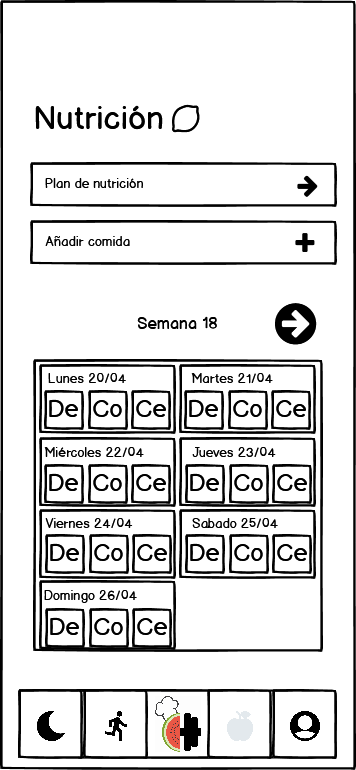 Nutrición
Plan de nutrición
Añadir comida
Semana 18
Lunes 20/04
De Co Ce
Martes 21/04
De Co Ce
Miércoles 22/04
De Co Ce
Jueves 23/04
De Co Ce
Viernes 24/04
De Co Ce
Sabado 25/04
De Co Ce
Domingo 26/04
De Co Ce